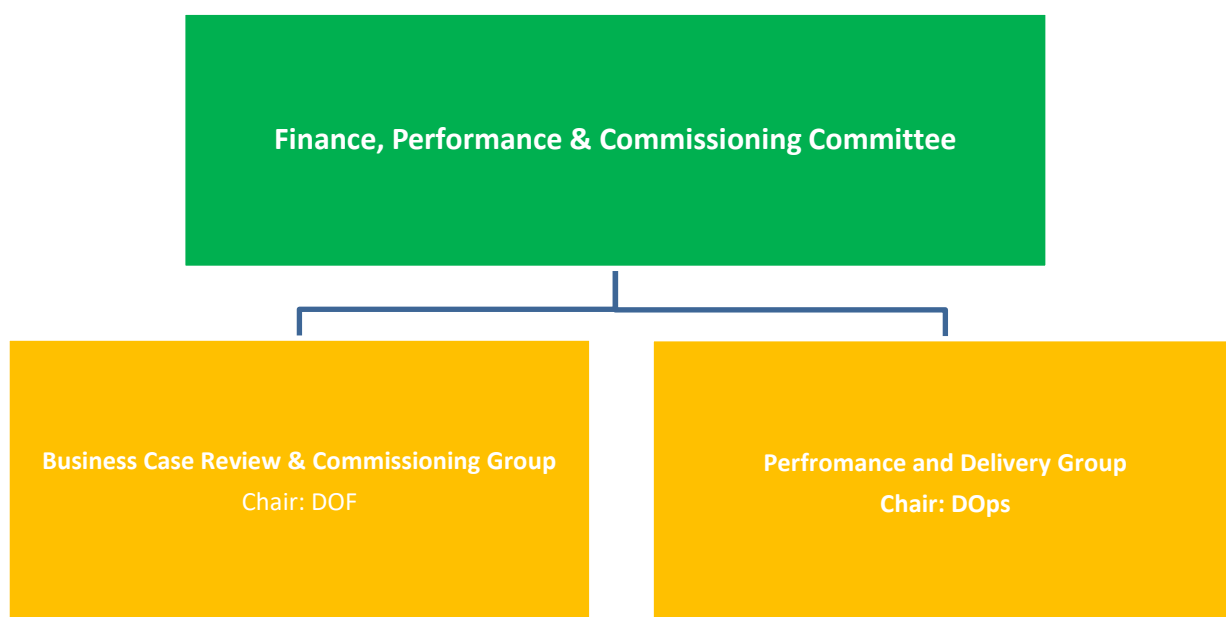 Finance, Performance & Commissioning Committee
Business Case Review & Commissioning Group
Chair: DOF
Perfromance and Delivery Group
Chair: DOps